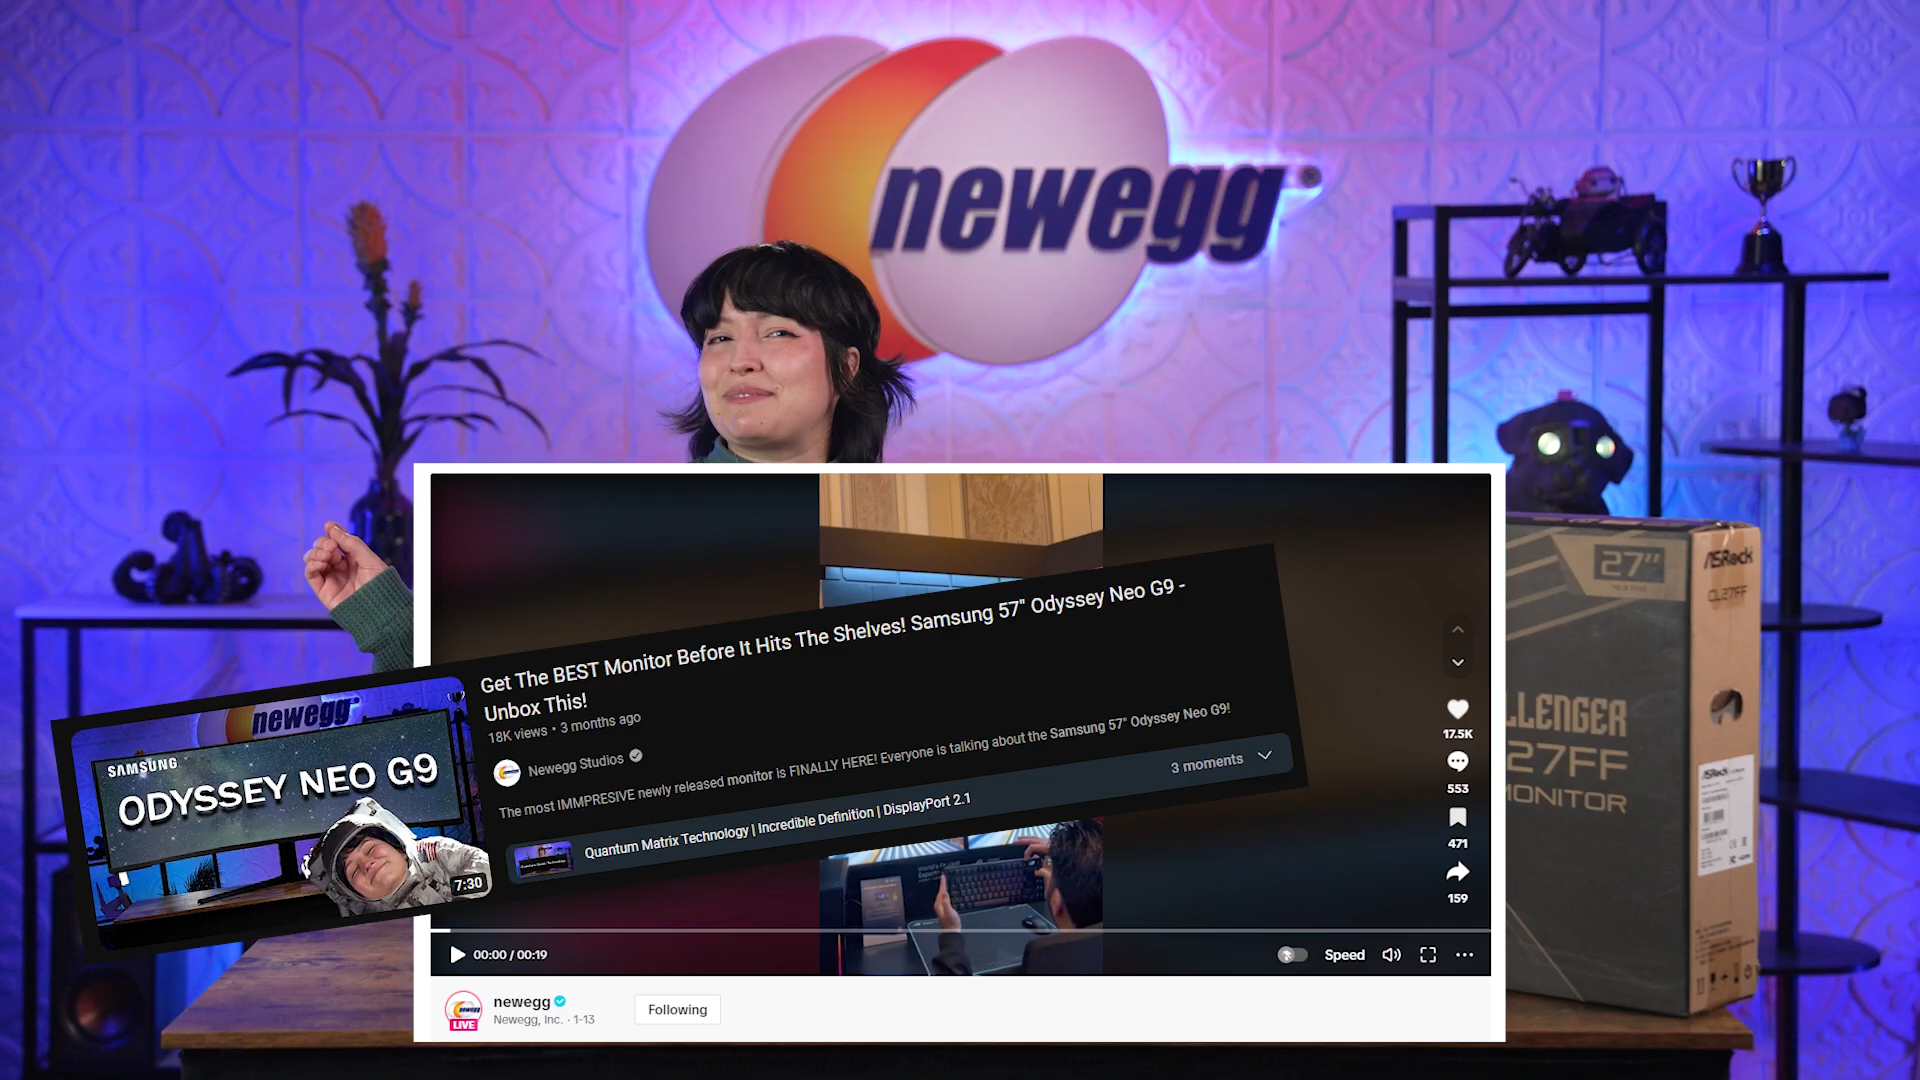 newegg
Get The BEST Monitor Before It Hits The Shelves! Samsung 57" Odyssey Neo G9 -
Unbox This!
18K views • 3 months ago
Newegg Studios
The most IMMPRESIVE newly released monitor is FINALLY HERE! Everyone is talking about the Samsung 57" Odyssey Neo G9!
Quantum Matrix Technology | Incredible Definition | DisplayPort 2.1
3 moments
newegg
SAMSUNG
ODYSSEY NEO G9
7:30
17.5K
553
471
159
00:00 / 00:19
Speed
newegg
Newegg, Inc. · 1-13
LIVE
Following
27"
ASRock
CL27FF
LLENGER
27FF
MONITOR
ASRock